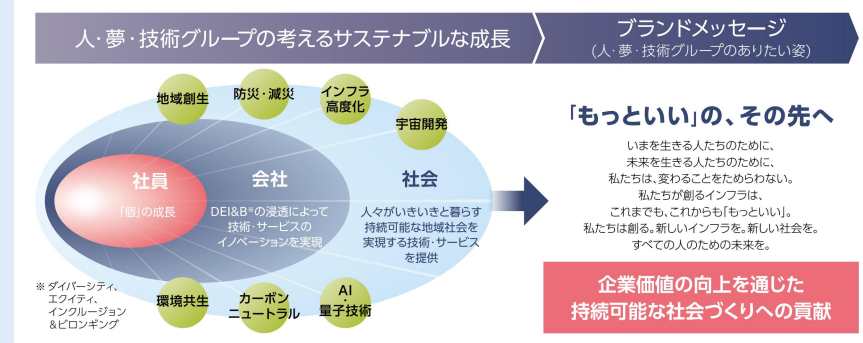 人・夢・技術グループの考えるサステナブルな成長
ブランドメッセージ
(人・夢・技術グループのありたい姿)
地域創生
防災・減災
インフラ
高度化
宇宙開発
社員
「個」の成長
会社
DEI&B※の浸透によって
技術・サービスの
イノベーションを実現
社会
人々がいきいきと暮らす
持続可能な地域社会を
実現する技術・サービス
を提供
環境共生
カーボン
ニュートラル
AI
・
量子技術
※ ダイバーシティ、
エクイティ、
インクルージョン
&ビロンギング
「もっといい」の、その先へ
いまを生きる人たちのために、
未来を生きる人たちのために、
私たちは、変わることをためらわない。
私たちが創るインフラは、
これまでも、これからも「もっといい」。
私たちは創る。新しいインフラを。新しい社会を。
すべての人のための未来を。
企業価値の向上を通じた
持続可能な社会づくりへの貢献